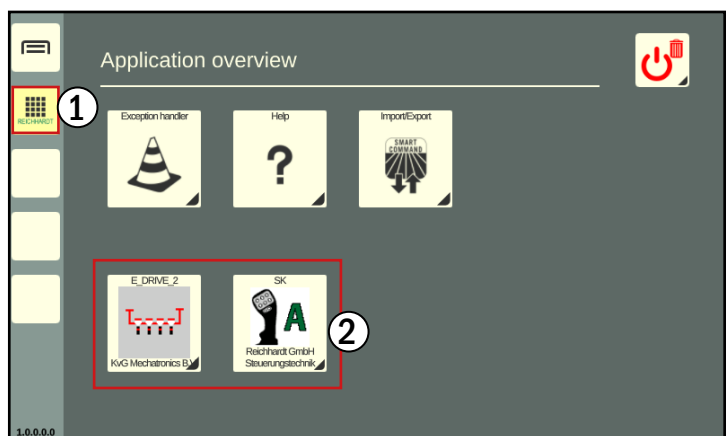 Application overview
REICHHARDT
1
Exception handler
Help
?
Import/Export
SMART
COMMAND
E_DRIVE_2
KvG Mechatronics B.V
SK
A
Reichhardt GmbH
Steuerungstechnik
2
1.0.0.0.0